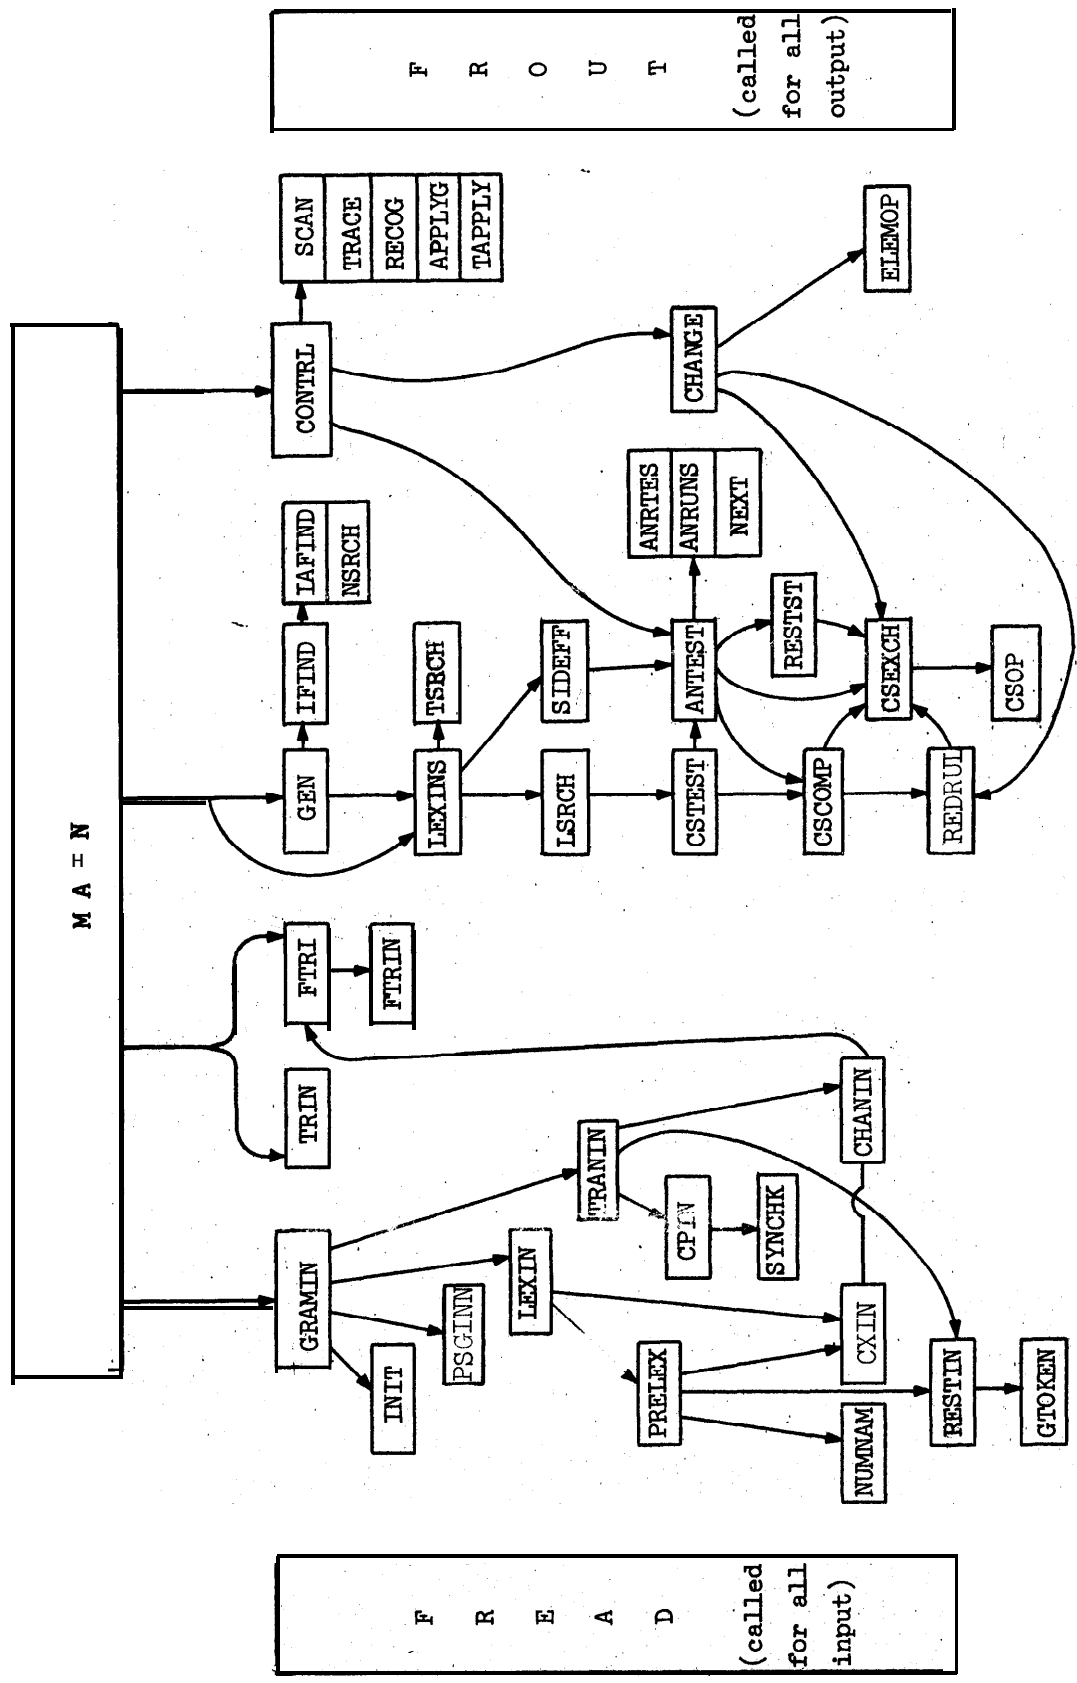 M A = N
F R E A D
(called
for all
input)
GRAMIN
INIT
PSGINN
LEXIN
PRELEX
NUMNAM
CXIN
RESTIN
GTOKEN
TRANIN
CPIN
SYNCHK
CHANIN
TRIN
FTRI
FTRIN
GEN
IFIND
IAFIND
NSRCH
LEXINS
TSRCH
LSRCH
SIDEFF
CSTEST
ANTEST
ANRTES
ANRUNS
NEXT
CSCOMP
RESTST
CSEXCH
REDRUL
CSOP
CONTRL
SCAN
TRACE
RECOG
APPLYG
TAPPLY
CHANGE
ELEMOP
F R O U T
(called
for all
output)